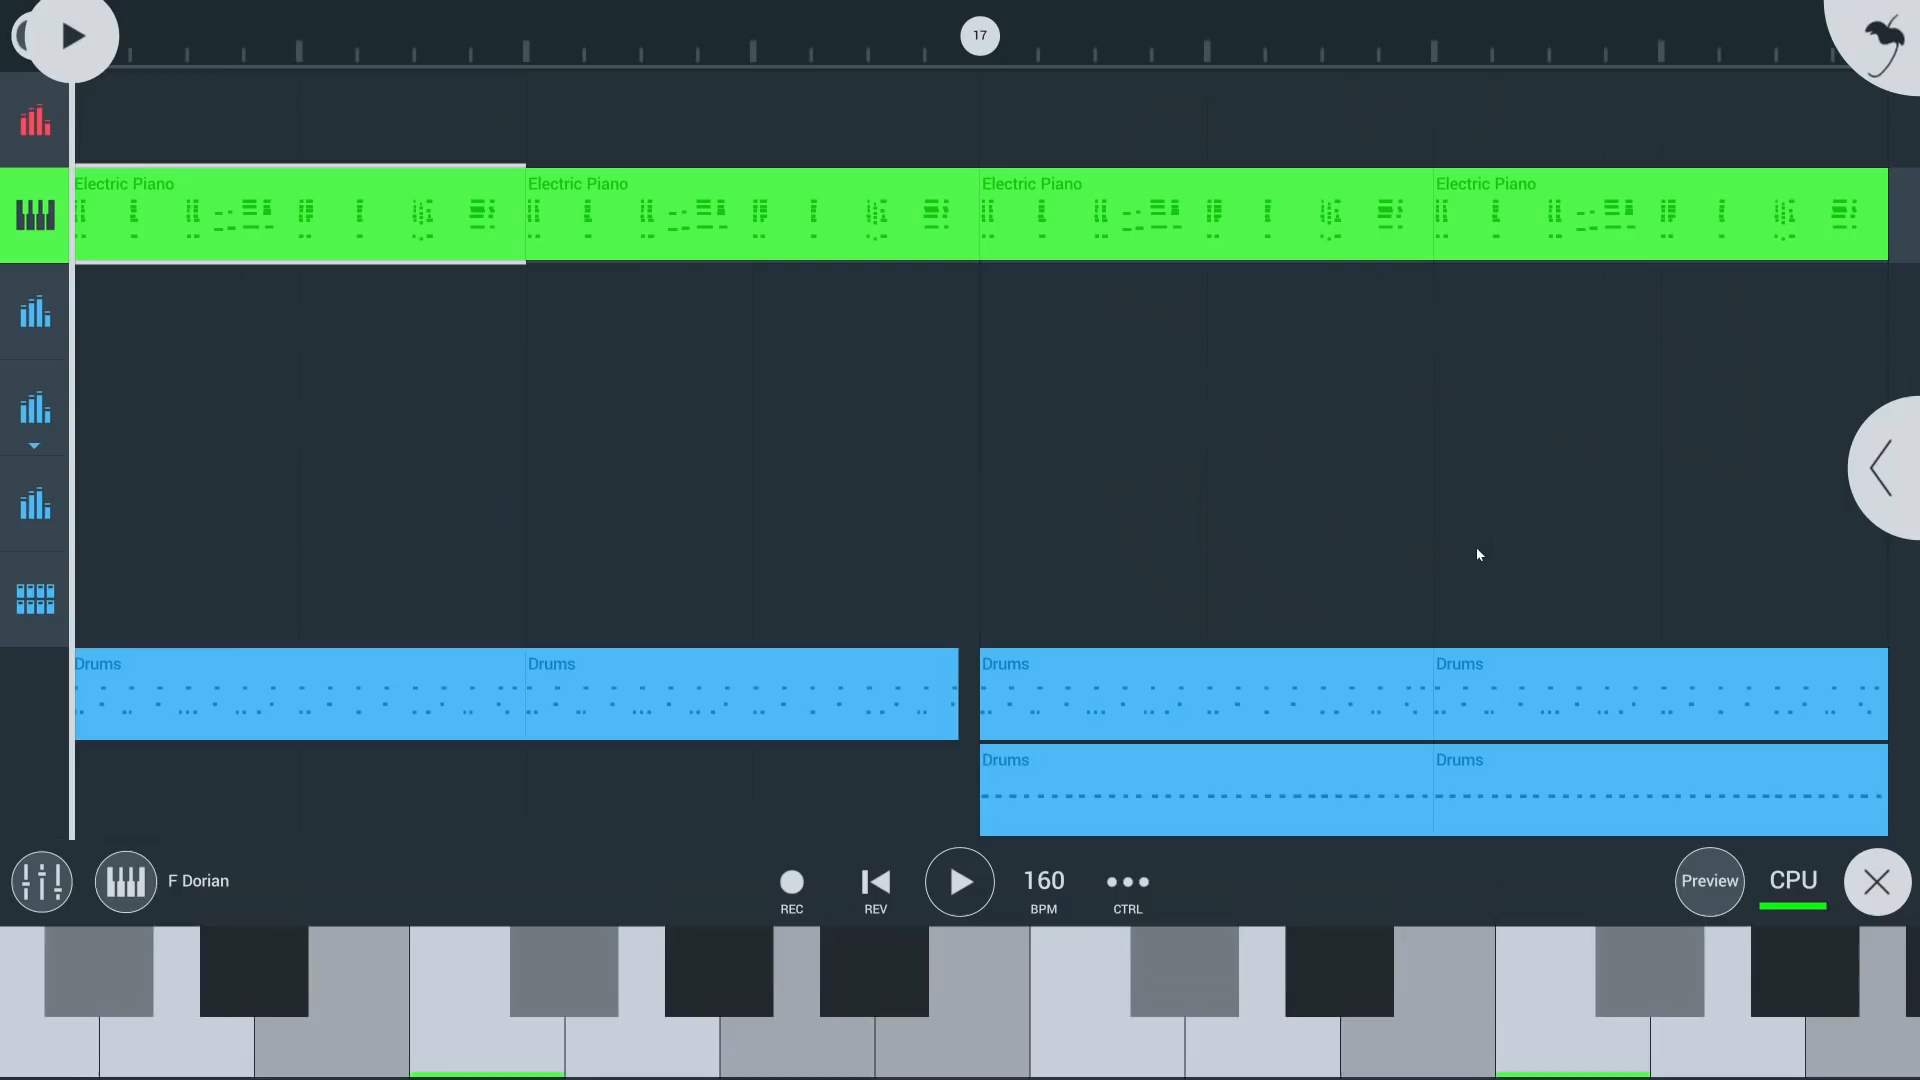 17
Electric Piano Electric Piano Electric Piano Electric Piano
Drums Drums Drums Drums
Drums Drums
F Dorian
160
Preview
CPU
REC REV BPM CTRL